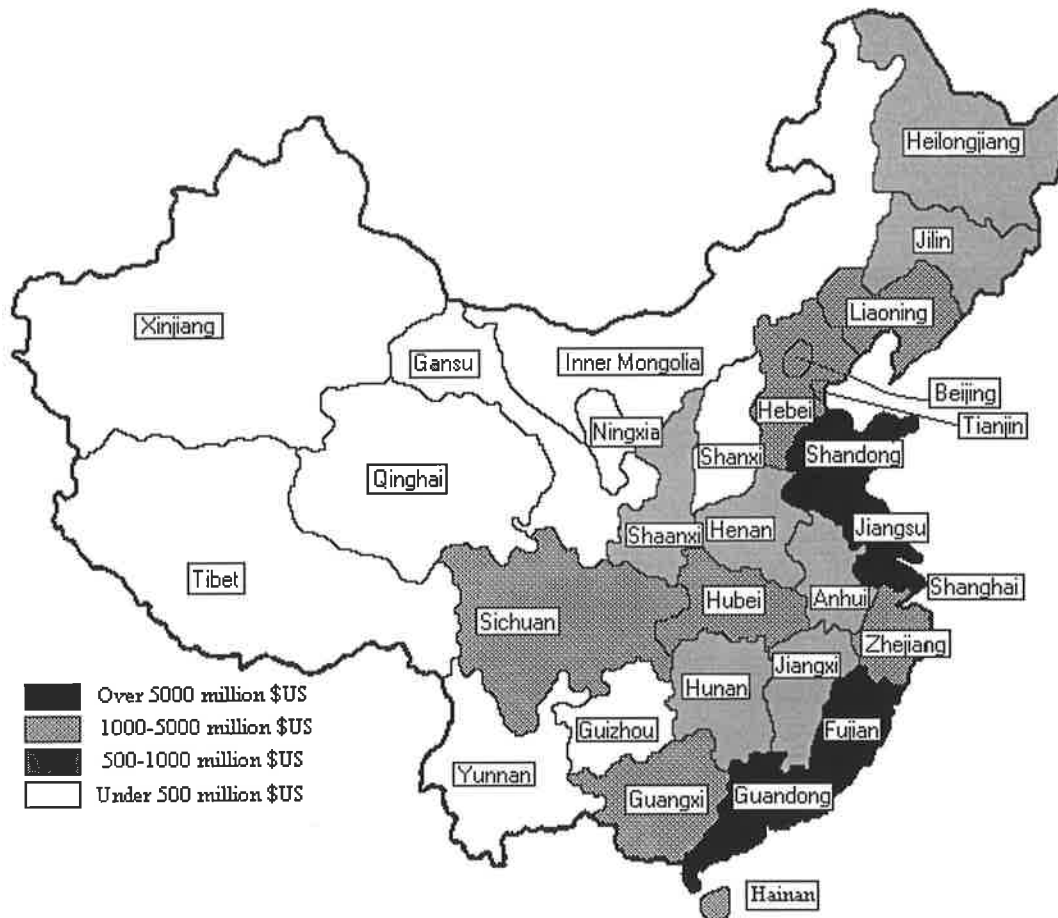 Heilongjiang
Jilin
Liaoning
Xinjiang
Gansu
Inner Mongolia
Beijing
Hebei
Tianjin
Ningxia
Shanxi
Shandong
Qinghai
Shaanxi
Henan
Jiangsu
Tibet
Shanghai
Anhui
Hubei
Sichuan
Zhejiang
Jiangxi
Hunan
Over 5000 million $US
1000-5000 million $US
500-1000 million $US
Under 500 million $US
Guizhou
Fujian
Yunnan
Guangxi
Guandong
Hainan